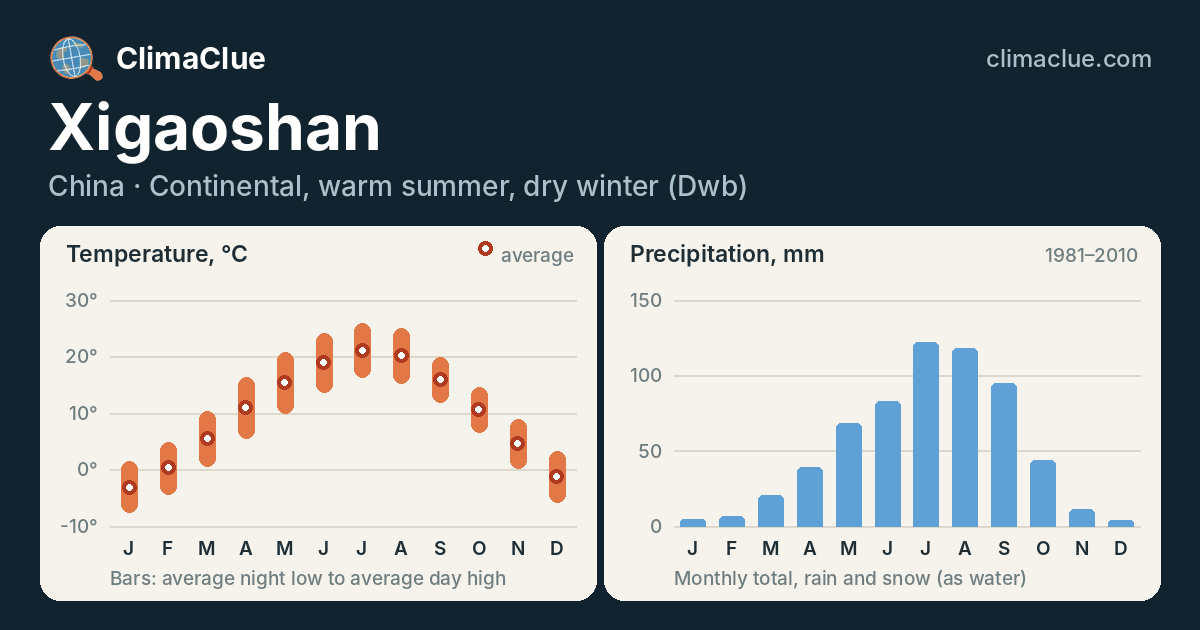 ClimaClue
climaclue.com
Xigaoshan
China · Continental, warm summer, dry winter (Dwb)
Temperature, °C
average
30°
20°
10°
0°
-10°
J F M A M J J A S O N D
Bars: average night low to average day high
Precipitation, mm
1981–2010
150
100
50
0
J F M A M J J A S O N D
Monthly total, rain and snow (as water)